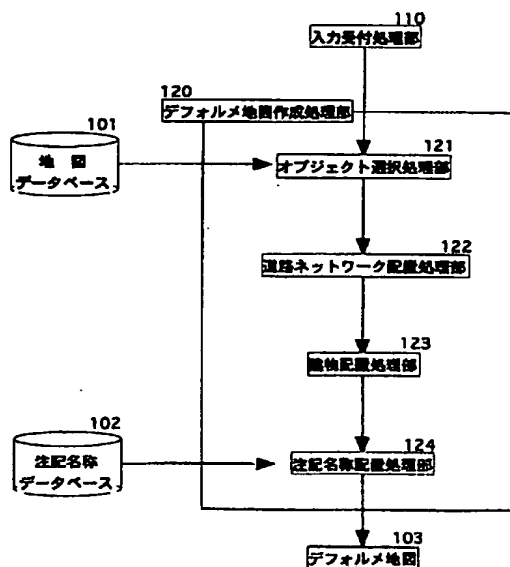 110
入力受付処理部
120
デフォルメ地図作成処理部
101
地図
データベース
121
オブジェクト選択処理部
122
道路ネットワーク配置処理部
123
建物配置処理部
102
注記名称
データベース
124
注記名称配置処理部
103
デフォルメ地図